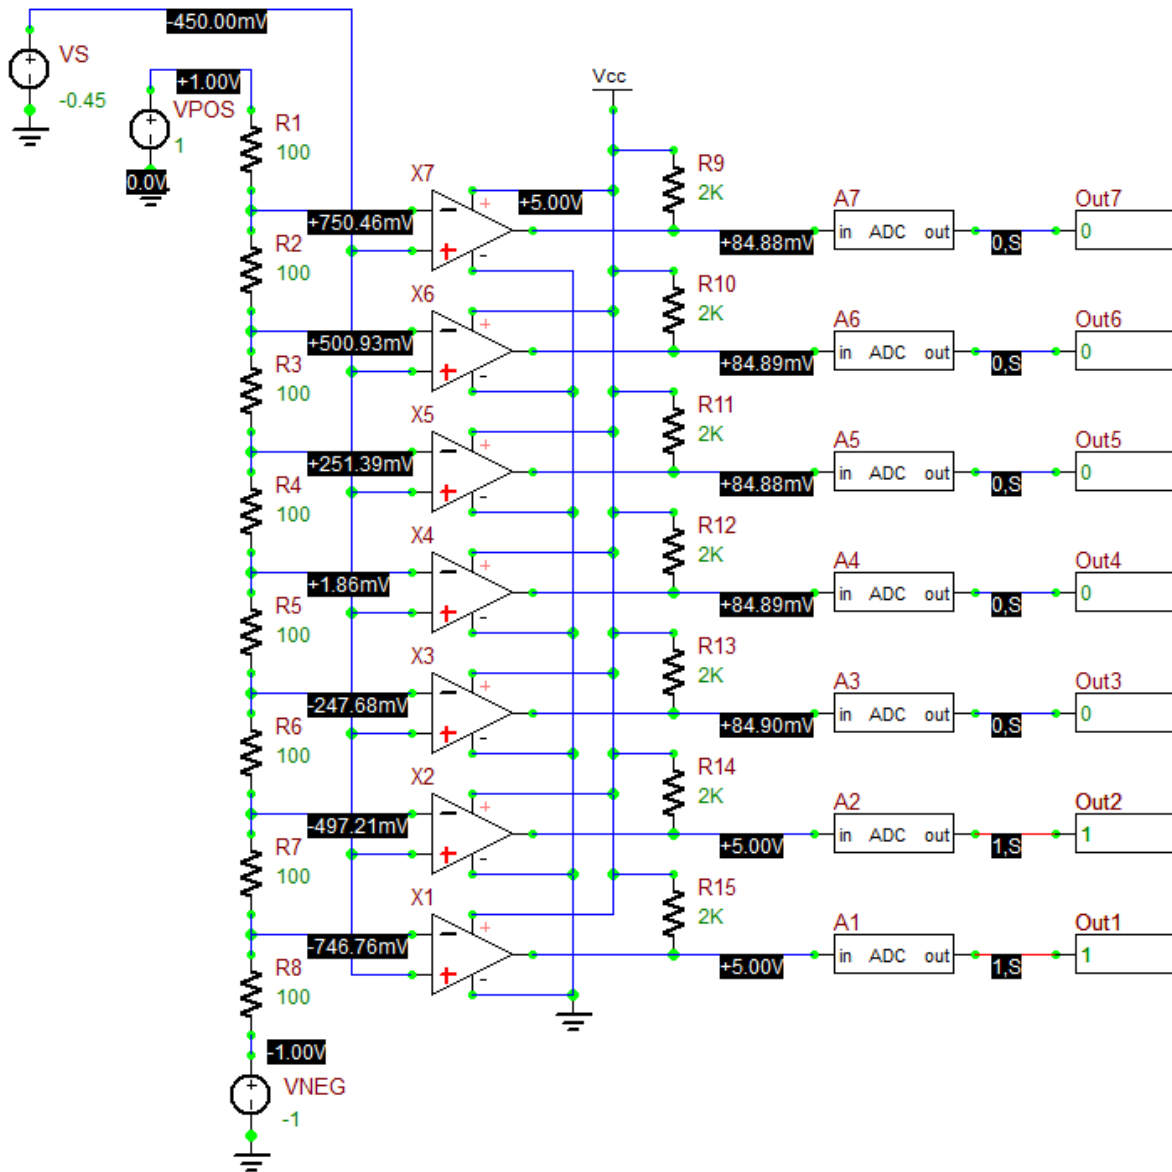 -450.00mV
VS
-0.45
+1.00V
VPOS
1
0.0V
Vcc
R1
100
R9
2K
X7
+5.00V
+750.46mV
+84.88mV
A7
in ADC out
0,S
Out7
0
R2
100
R10
2K
X6
+500.93mV
+84.89mV
A6
in ADC out
0,S
Out6
0
R3
100
R11
2K
X5
+251.39mV
+84.88mV
A5
in ADC out
0,S
Out5
0
R4
100
R12
2K
X4
+1.86mV
+84.89mV
A4
in ADC out
0,S
Out4
0
R5
100
R13
2K
X3
-247.68mV
+84.90mV
A3
in ADC out
0,S
Out3
0
R6
100
R14
2K
X2
-497.21mV
+5.00V
A2
in ADC out
1,S
Out2
1
R7
100
R15
2K
X1
-746.76mV
+5.00V
A1
in ADC out
1,S
Out1
1
R8
100
-1.00V
VNEG
-1